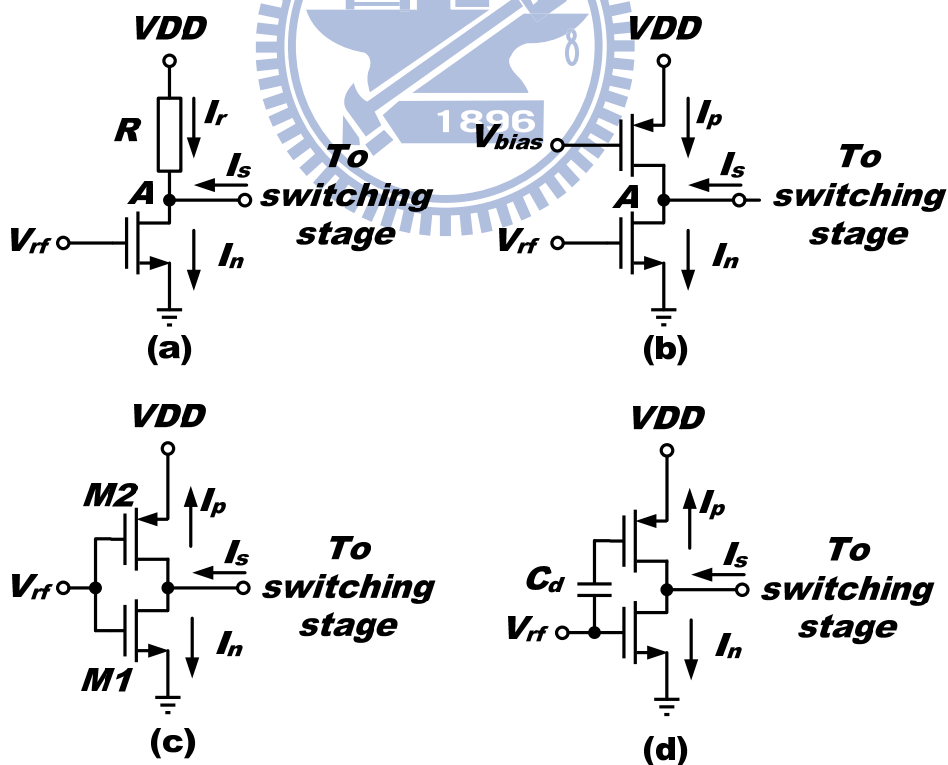 VDD
R
Ir
Is
A
Vrf
In
To
switching
stage
(a)
1896
VDD
Vbias
Ip
Is
A
Vrf
In
To
switching
stage
(b)
VDD
M2
Ip
Is
Vrf
M1
In
To
switching
stage
(c)
VDD
Ip
Is
Cd
Vrf
In
To
switching
stage
(d)